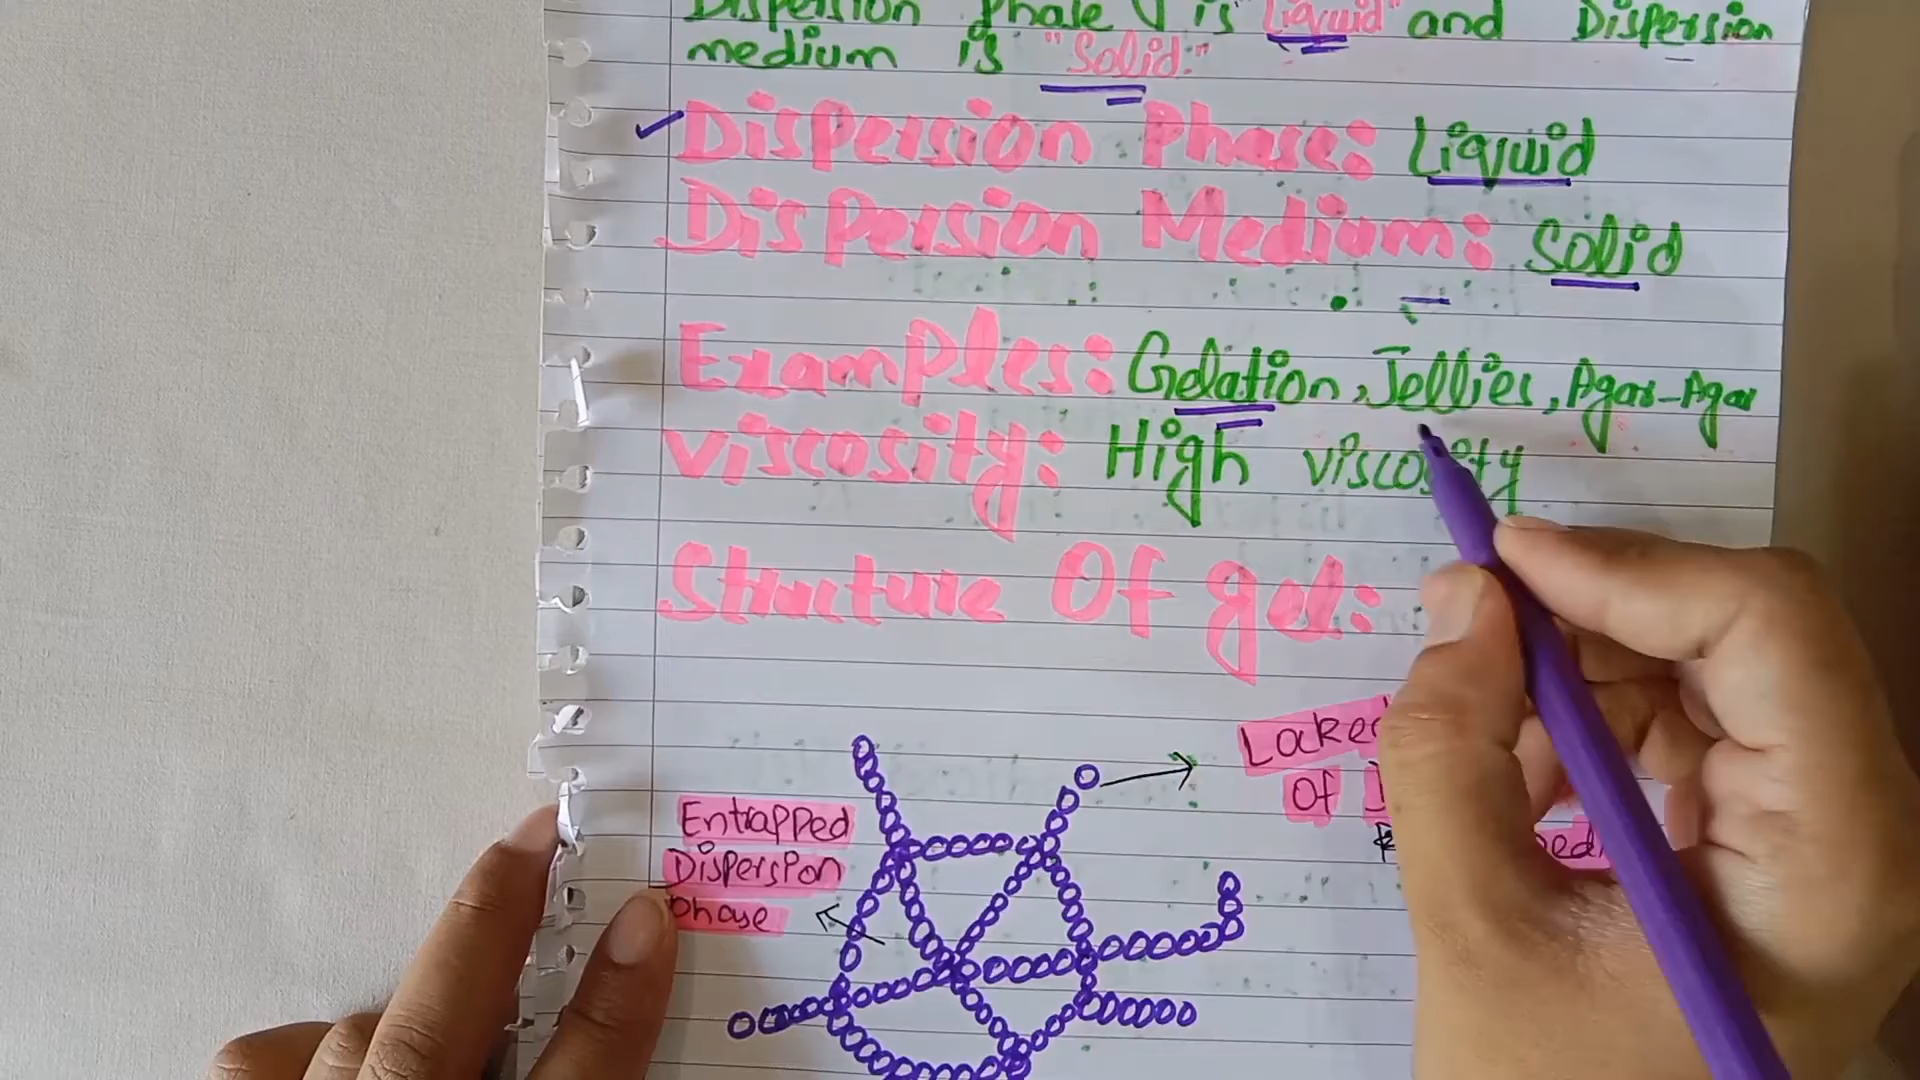 Dispersion Phase is "Liquid" and Dispersion
medium is "Solid."
Dispersion Phase: Liquid
Dispersion Medium: Solid
Examples: Gelation, Jellies, Agar-Agar
Viscosity: High viscosity
Structure Of gel:
Locked
Of
Entrapped
Dispersion
Phase